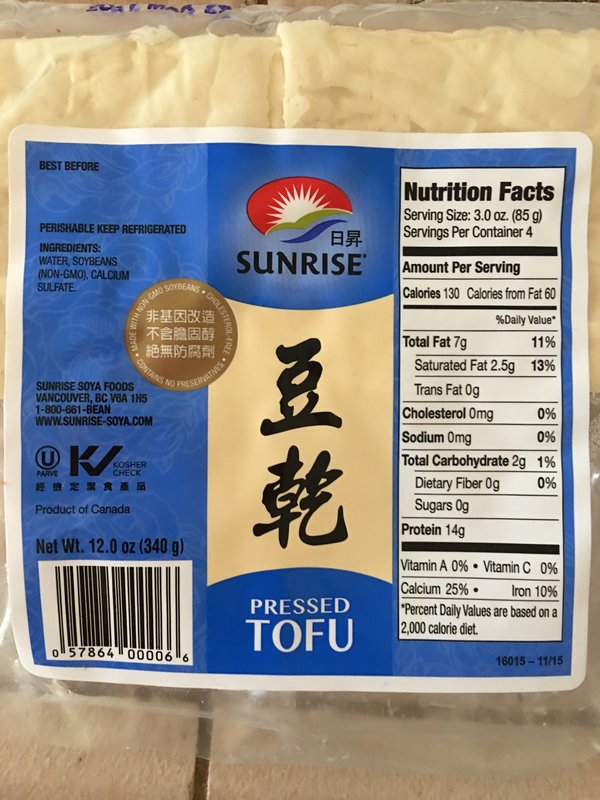 BEST BEFORE
PERISHABLE KEEP REFRIGERATED
INGREDIENTS:
WATER, SOYBEANS
(NON-GMO), CALCIUM
SULFATE.
MADE WITH NON-GMO SOYBEANS • CHOLESTEROL-FREE • CONTAINS NO PRESERVATIVES •
非基因改造
不含膽固醇
絕無防腐劑
SUNRISE SOYA FOODS
VANCOUVER, BC V6A 1H5
1-800-661-BEAN
WWW.SUNRISE-SOYA.COM
U
PARVE
KV
KOSHER
CHECK
經檢定潔食產品
Product of Canada
Net Wt. 12.0 oz (340 g)
0 57864 00006 6
日昇
SUNRISE®
豆乾
PRESSED
TOFU
Nutrition Facts
Serving Size: 3.0 oz. (85 g)
Servings Per Container 4
Amount Per Serving
Calories 130 Calories from Fat 60
%Daily Value*
Total Fat 7g 11%
Saturated Fat 2.5g 13%
Trans Fat 0g
Cholesterol 0mg 0%
Sodium 0mg 0%
Total Carbohydrate 2g 1%
Dietary Fiber 0g 0%
Sugars 0g
Protein 14g
Vitamin A 0% • Vitamin C 0%
Calcium 25% • Iron 10%
*Percent Daily Values are based on a
2,000 calorie diet.
16015 – 11/15